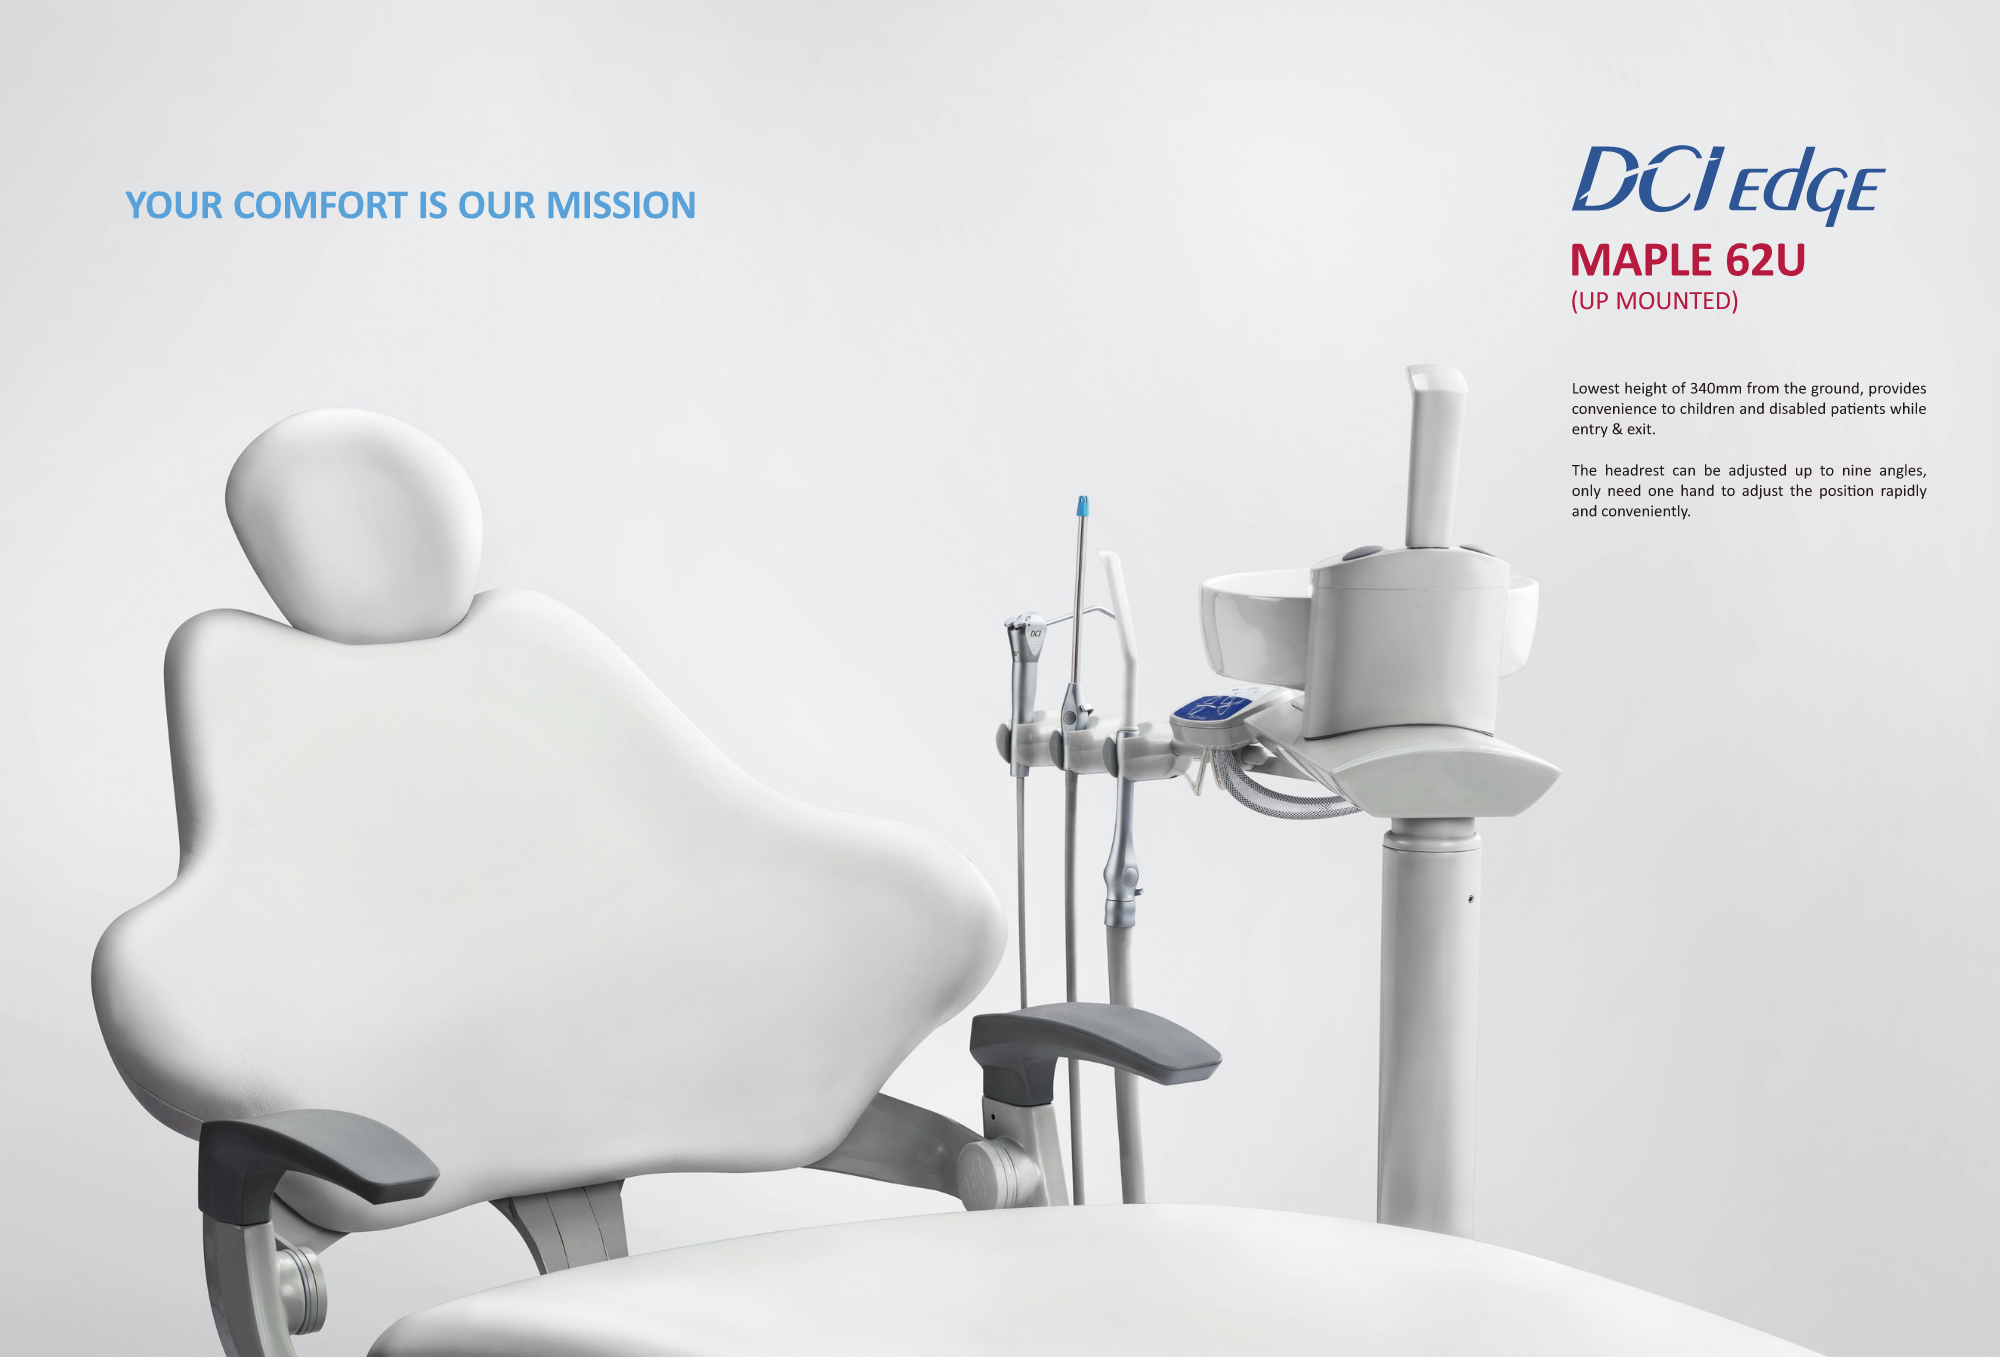 YOUR COMFORT IS OUR MISSION
DCI EDGE
MAPLE 62U
(UP MOUNTED)
Lowest height of 340mm from the ground, provides
convenience to children and disabled patients while
entry & exit.
The headrest can be adjusted up to nine angles,
only need one hand to adjust the position rapidly
and conveniently.
DCI